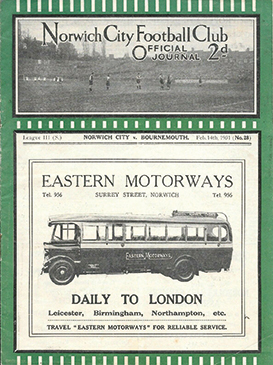 Norwich City Football Club
Official
Journal 2d.
League III (S.) NORWICH CITY v. BOURNEMOUTH. Feb. 14th, 1931 (No. 28)
EASTERN MOTORWAYS
Tel. 956 SURREY STREET, NORWICH Tel. 956
EASTERN MOTORWAYS
DAILY TO LONDON
Leicester, Birmingham, Northampton, etc.
TRAVEL "EASTERN MOTORWAYS" FOR RELIABLE SERVICE.